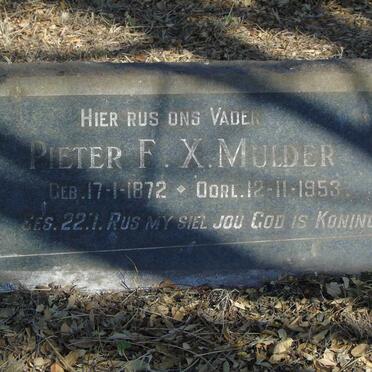 HIER RUS ONS VADER
PIETER F. X. MULDER
GEB. 17-1-1872 ◆ OORL. 12-11-1953.
GES. 22:1. RUS MY SIEL JOU GOD IS KONING